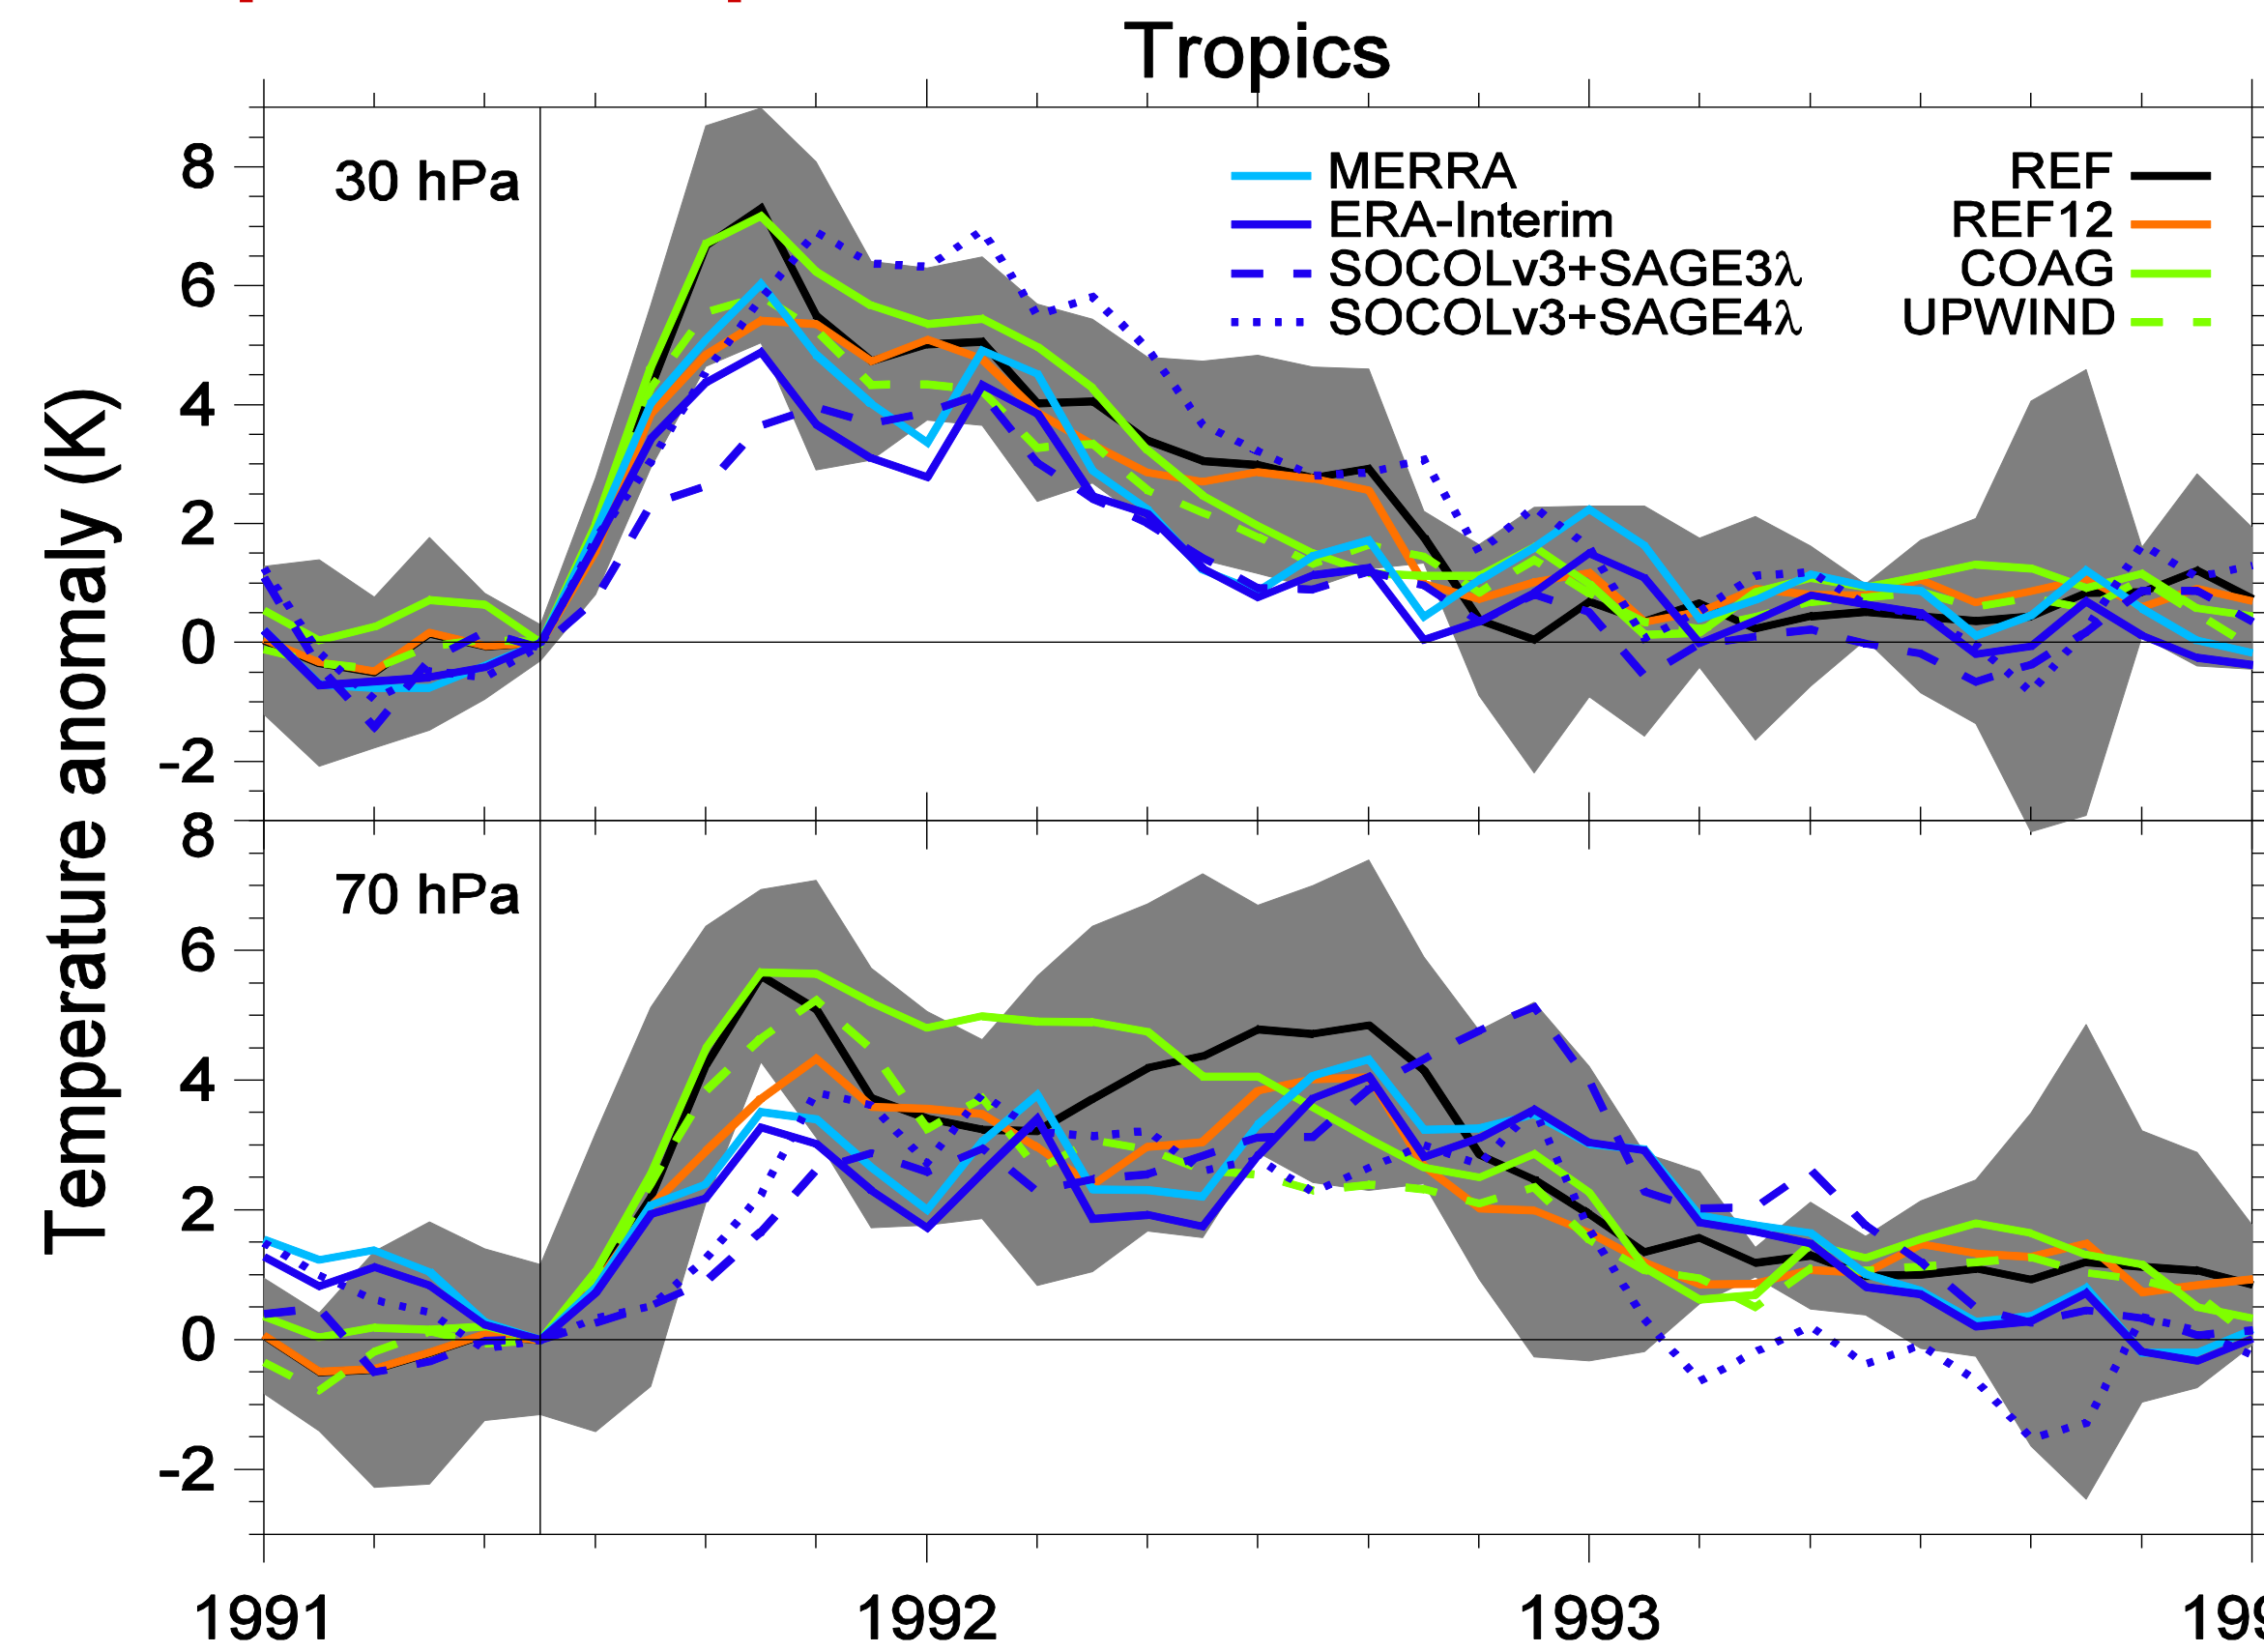 Tropics
30 hPa
MERRA
ERA-Interim
SOCOLv3+SAGE3λ
SOCOLv3+SAGE4λ
REF
REF12
COAG
UPWIND
Temperature anomaly (K)
8
6
4
2
0
-2
70 hPa
8
6
4
2
0
-2
1991
1992
1993